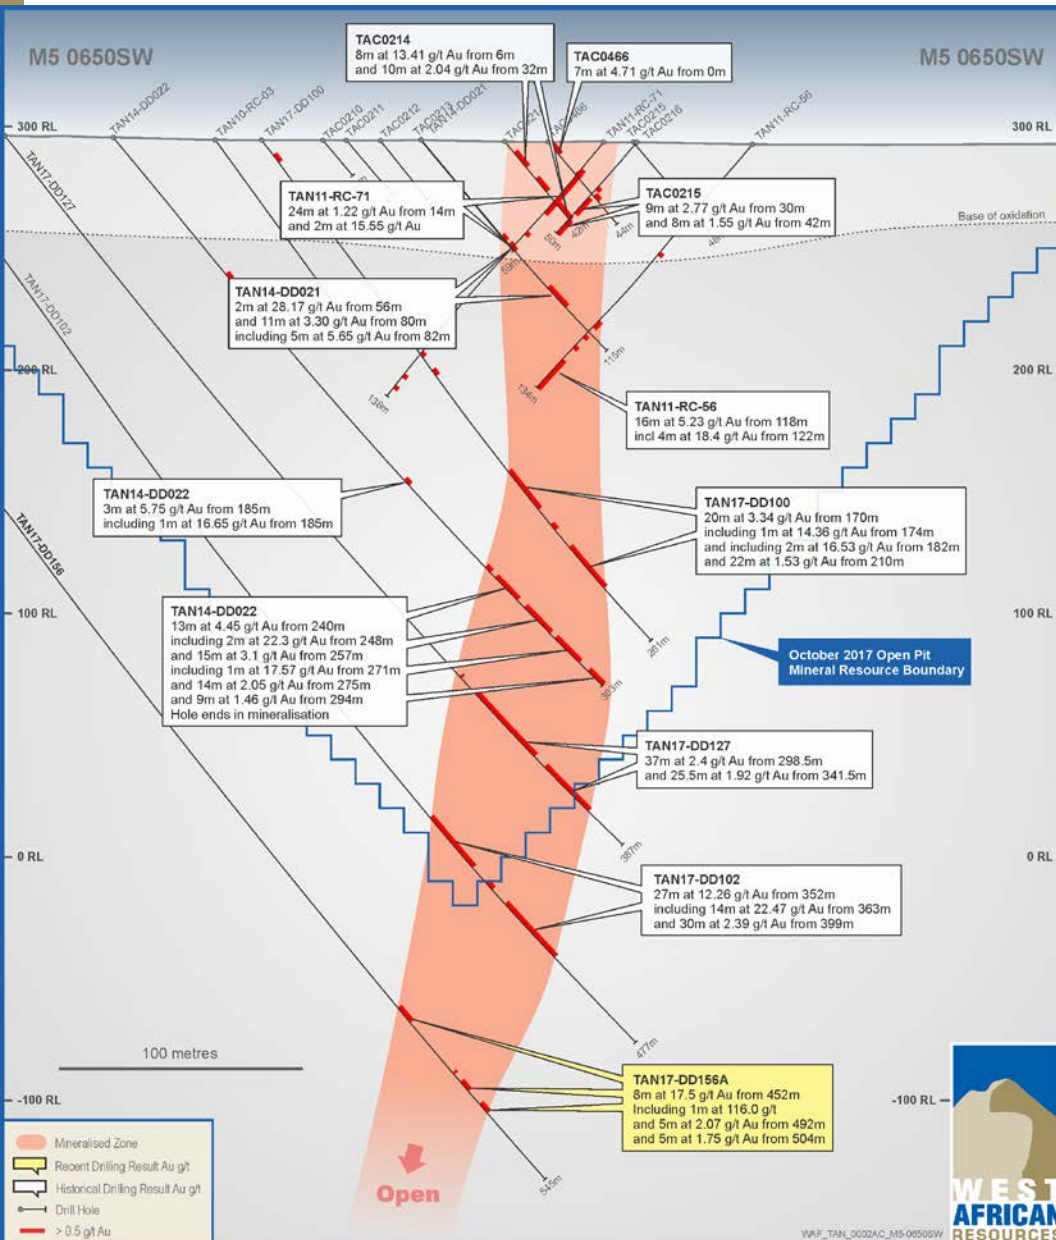 M5 0650SW
M5 0650SW
TAC0214
8m at 13.41 g/t Au from 6m
and 10m at 2.04 g/t Au from 32m
TAC0466
7m at 4.71 g/t Au from 0m
TAN14-DD022
TAN10-RC-03
TAN17-DD100
TAC0210
TAC0211
TAC0212
TAC0213
TAN14-DD021
TAN11-RC-71
TAC0215
TAC0216
TAN11-RC-56
300 RL
300 RL
TAN17-DD127
TAN11-RC-71
24m at 1.22 g/t Au from 14m
and 2m at 15.55 g/t Au
TAC0215
9m at 2.77 g/t Au from 30m
and 8m at 1.55 g/t Au from 42m
50m
42m
44m
59m
Base of oxidation
TAN17-DD102
TAN14-DD021
2m at 28.17 g/t Au from 56m
and 11m at 3.30 g/t Au from 80m
including 5m at 5.65 g/t Au from 82m
115m
200 RL
200 RL
138m
134m
TAN11-RC-56
16m at 5.23 g/t Au from 118m
incl 4m at 18.4 g/t Au from 122m
TAN14-DD022
3m at 5.75 g/t Au from 185m
including 1m at 16.65 g/t Au from 185m
TAN17-DD100
20m at 3.34 g/t Au from 170m
including 1m at 14.36 g/t Au from 174m
and including 2m at 16.53 g/t Au from 182m
and 22m at 1.53 g/t Au from 210m
TAN17-DD156
100 RL
100 RL
TAN14-DD022
13m at 4.45 g/t Au from 240m
including 2m at 22.3 g/t Au from 248m
and 15m at 3.1 g/t Au from 257m
including 1m at 17.57 g/t Au from 271m
and 14m at 2.05 g/t Au from 275m
and 9m at 1.46 g/t Au from 294m
Hole ends in mineralisation
261m
October 2017 Open Pit
Mineral Resource Boundary
303m
TAN17-DD127
37m at 2.4 g/t Au from 298.5m
and 25.5m at 1.92 g/t Au from 341.5m
387m
0 RL
0 RL
TAN17-DD102
27m at 12.26 g/t Au from 352m
including 14m at 22.47 g/t Au from 363m
and 30m at 2.39 g/t Au from 399m
477m
100 metres
TAN17-DD156A
8m at 17.5 g/t Au from 452m
Including 1m at 116.0 g/t
and 5m at 2.07 g/t Au from 492m
and 5m at 1.75 g/t Au from 504m
-100 RL
-100 RL
545m
Open
Mineralised Zone
Recent Drilling Result Au g/t
Historical Drilling Result Au g/t
Drill Hole
> 0.5 g/t Au
WEST
AFRICAN
RESOURCES
WAF_TAN_0002AC_M5-0650SW